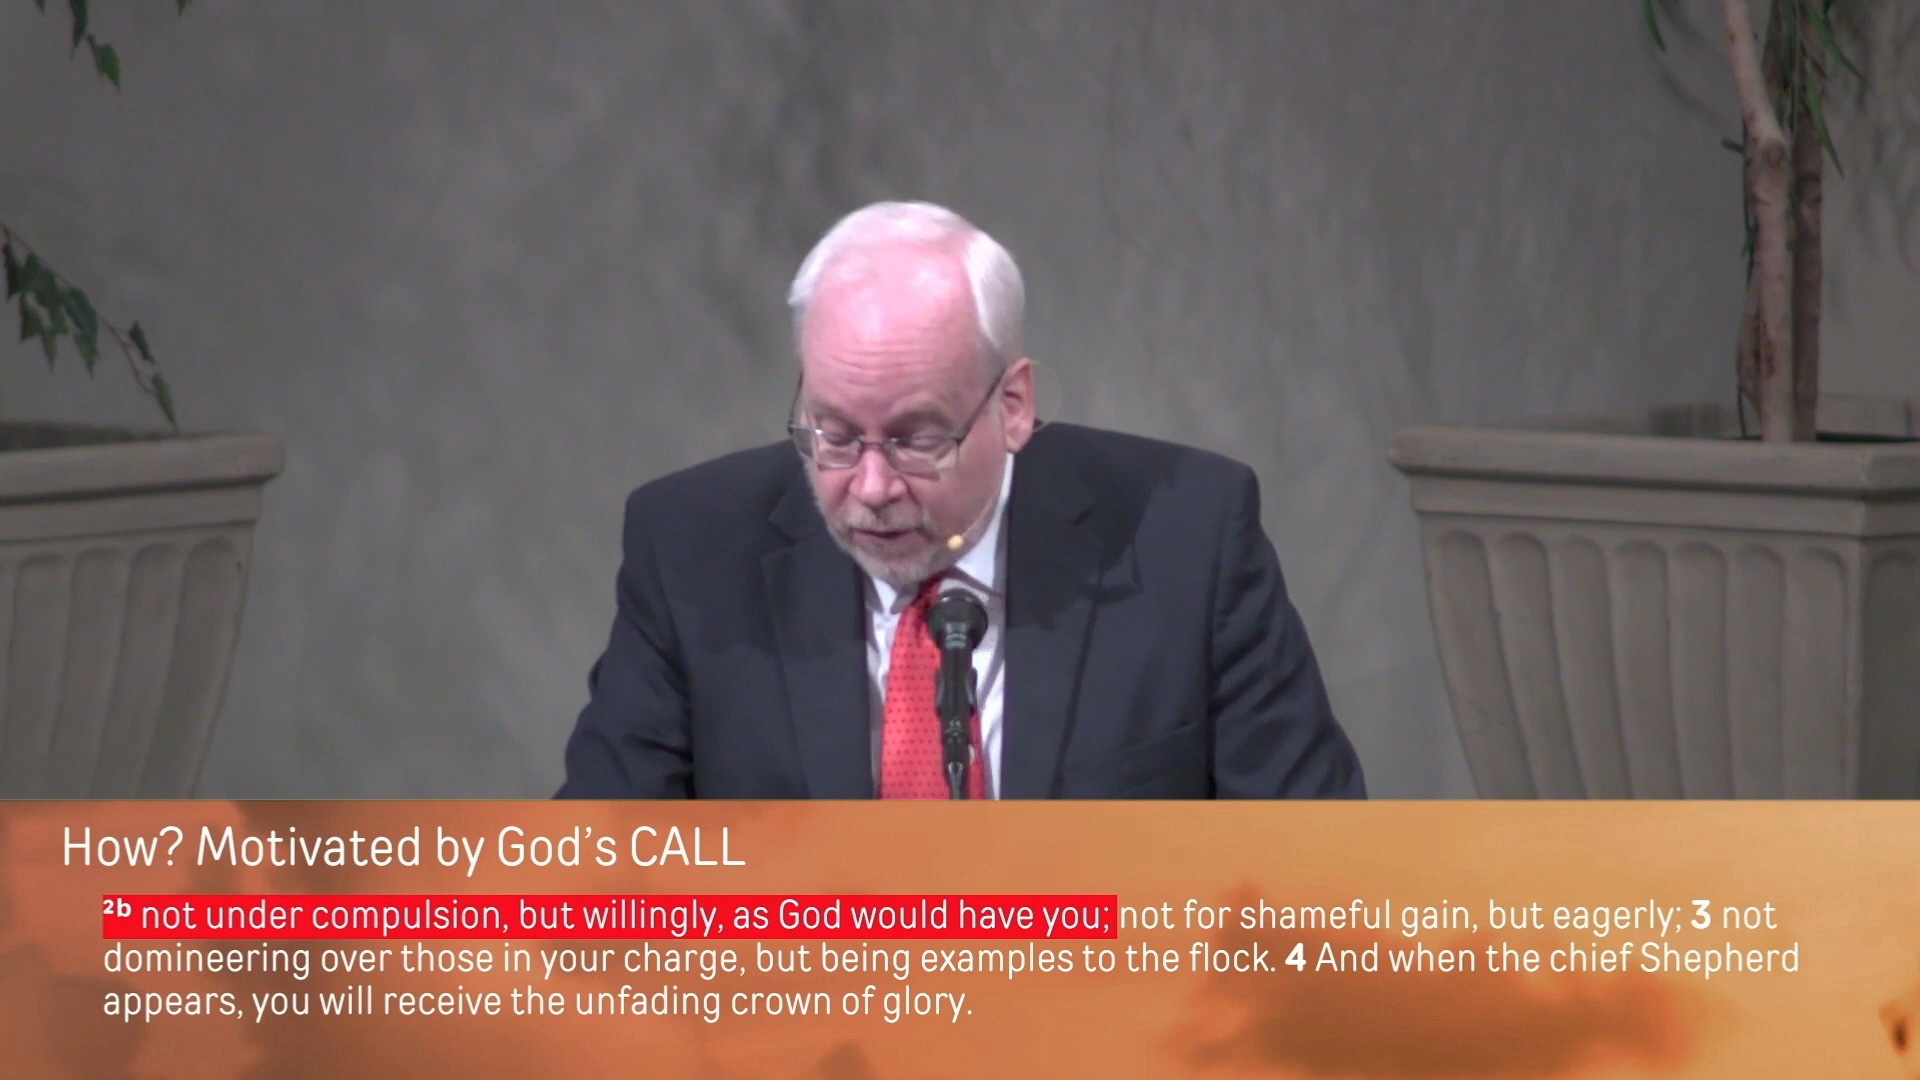 How? Motivated by God’s CALL
²ᵇ not under compulsion, but willingly, as God would have you; not for shameful gain, but eagerly; 3 not
domineering over those in your charge, but being examples to the flock. 4 And when the chief Shepherd
appears, you will receive the unfading crown of glory.